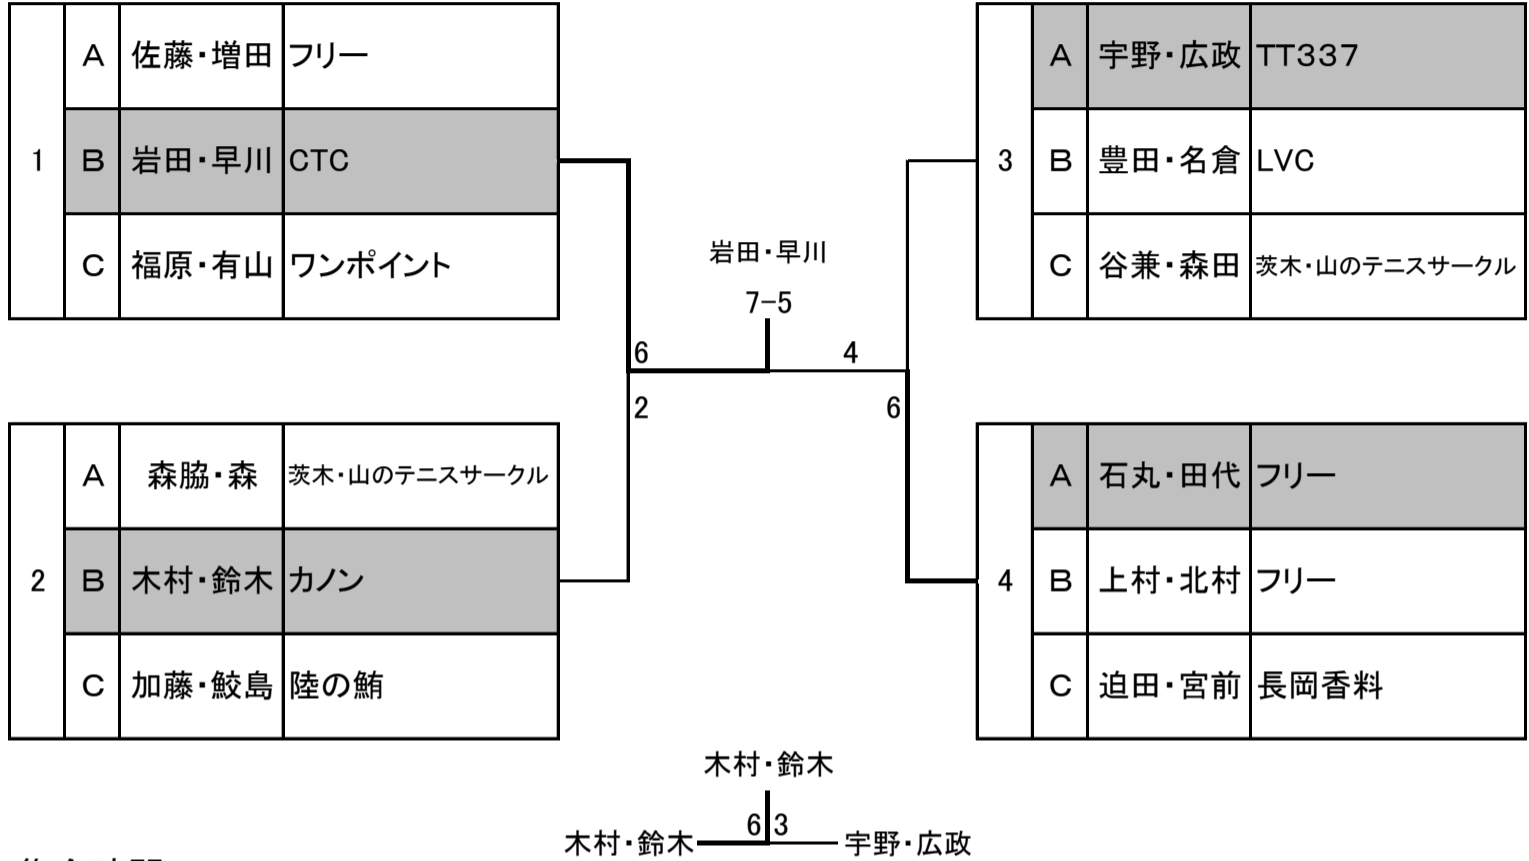 1
A 佐藤・増田 フリー
B 岩田・早川 CTC
C 福原・有山 ワンポイント
2
A 森脇・森 茨木・山のテニスサークル
B 木村・鈴木 カノン
C 加藤・鮫島 陸の鮪
岩田・早川
7-5
6
4
2
6
3
A 宇野・広政 TT337
B 豊田・名倉 LVC
C 谷兼・森田 茨木・山のテニスサークル
4
A 石丸・田代 フリー
B 上村・北村 フリー
C 迫田・宮前 長岡香料
木村・鈴木
6 3
木村・鈴木 宇野・広政